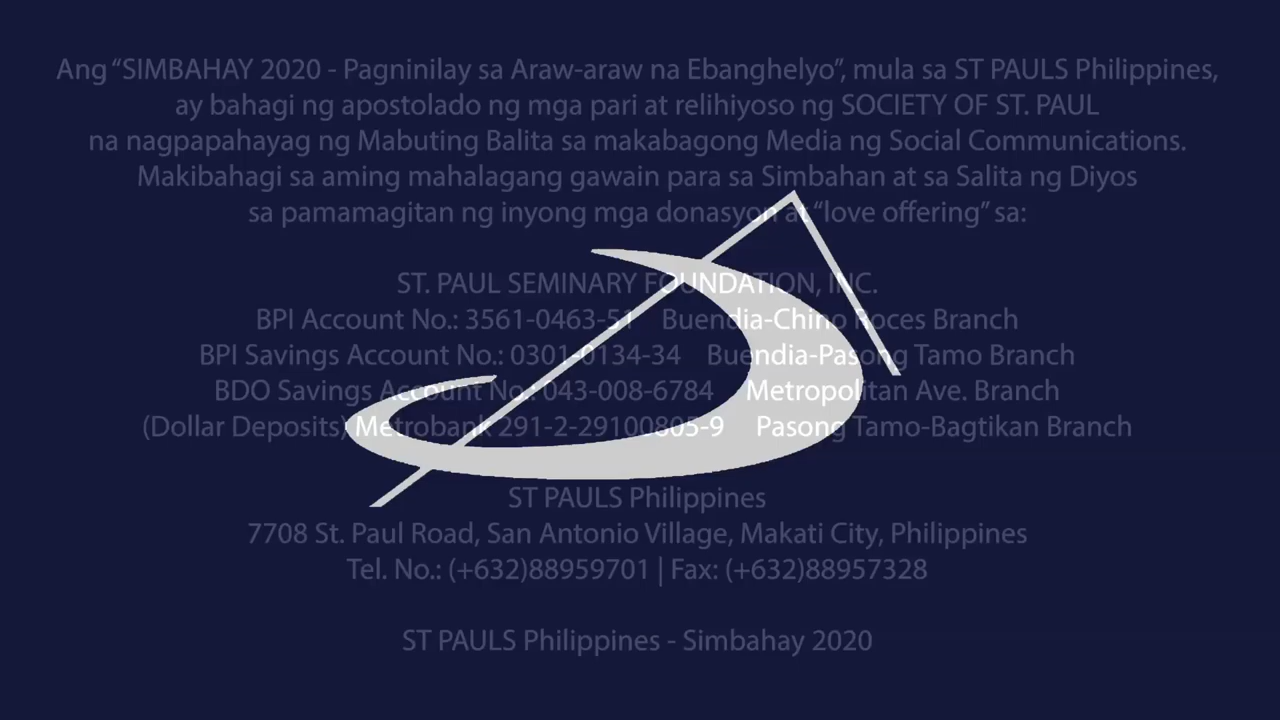 Ang “SIMBAHAY 2020 - Pagninilay sa Araw-araw na Ebanghelyo”, mula sa ST PAULS Philippines,
ay bahagi ng apostolado ng mga pari at relihiyoso ng SOCIETY OF ST. PAUL
na nagpapahayag ng Mabuting Balita sa makabagong Media ng Social Communications.
Makibahagi sa aming mahalagang gawain para sa Simbahan at sa Salita ng Diyos
sa pamamagitan ng inyong mga donasyon at “love offering” sa:
ST. PAUL SEMINARY FOUNDATION, INC.
BPI Account No.: 3561-0463-51 Buendia-Chino Roces Branch
BPI Savings Account No.: 0301-0134-34 Buendia-Pasong Tamo Branch
BDO Savings Account No.: 043-008-6784 Metropolitan Ave. Branch
(Dollar Deposits) Metrobank 291-2-29100805-9 Pasong Tamo-Bagtikan Branch
ST PAULS Philippines
7708 St. Paul Road, San Antonio Village, Makati City, Philippines
Tel. No.: (+632)88959701 | Fax: (+632)88957328
ST PAULS Philippines - Simbahay 2020